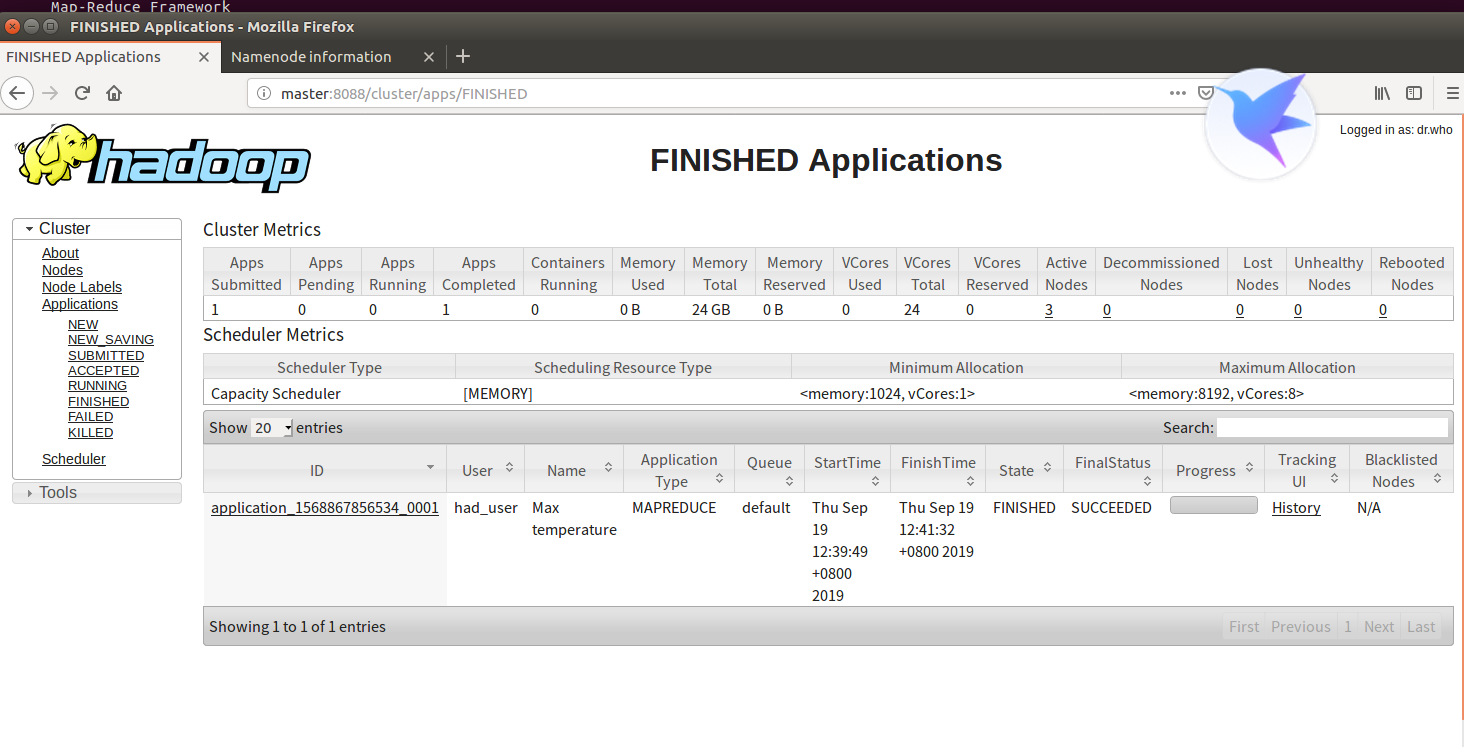 Map-Reduce Framework
FINISHED Applications - Mozilla Firefox
FINISHED Applications
Namenode information
master:8088/cluster/apps/FINISHED
hadoop
FINISHED Applications
Logged in as: dr.who
Cluster
About
Nodes
Node Labels
Applications
NEW
NEW_SAVING
SUBMITTED
ACCEPTED
RUNNING
FINISHED
FAILED
KILLED
Scheduler
Tools
Cluster Metrics
Apps Submitted Apps Pending Apps Running Apps Completed Containers Running Memory Used Memory Total Memory Reserved VCores Used VCores Total VCores Reserved Active Nodes Decommissioned Nodes Lost Nodes Unhealthy Nodes Rebooted Nodes
1 0 0 1 0 0 B 24 GB 0 B 0 24 0 3 0 0 0 0
Scheduler Metrics
Scheduler Type Scheduling Resource Type Minimum Allocation Maximum Allocation
Capacity Scheduler [MEMORY] <memory:1024, vCores:1> <memory:8192, vCores:8>
Show 20 entries Search:
ID User Name Application Type Queue StartTime FinishTime State FinalStatus Progress Tracking UI Blacklisted Nodes
application_1568867856534_0001 had_user Max temperature MAPREDUCE default Thu Sep 19 12:39:49 +0800 2019 Thu Sep 19 12:41:32 +0800 2019 FINISHED SUCCEEDED History N/A
Showing 1 to 1 of 1 entries First Previous 1 Next Last